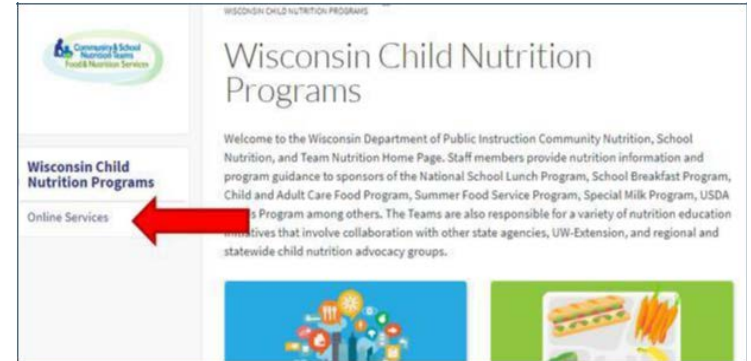 WISCONSIN CHILD NUTRITION PROGRAMS
Community & School
Nutrition Teams
Food & Nutrition Services
Wisconsin Child Nutrition
Programs
Welcome to the Wisconsin Department of Public Instruction Community Nutrition, School
Nutrition, and Team Nutrition Home Page. Staff members provide nutrition information and
program guidance to sponsors of the National School Lunch Program, School Breakfast Program,
Child and Adult Care Food Program, Summer Food Service Program, Special Milk Program, USDA
s Program among others. The Teams are also responsible for a variety of nutrition education
tiatives that involve collaboration with other state agencies, UW-Extension, and regional and
statewide child nutrition advocacy groups.
Wisconsin Child
Nutrition Programs
Online Services